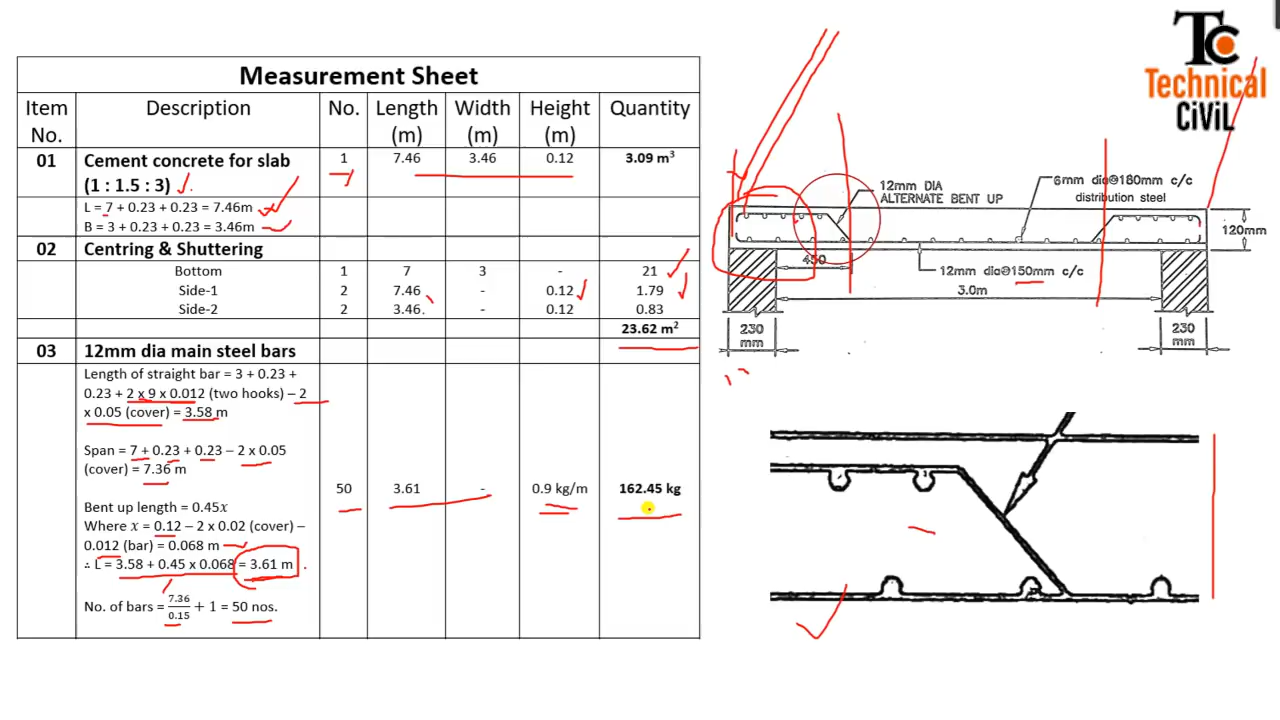 Measurement Sheet
Item No. Description No. Length (m) Width (m) Height (m) Quantity
01 Cement concrete for slab (1 : 1.5 : 3) 1 7.46 3.46 0.12 3.09 m³
L = 7 + 0.23 + 0.23 = 7.46m
B = 3 + 0.23 + 0.23 = 3.46m
02 Centring & Shuttering
Bottom 1 7 3 - 21
Side-1 2 7.46 - 0.12 1.79
Side-2 2 3.46 - 0.12 0.83
23.62 m²
03 12mm dia main steel bars
Length of straight bar = 3 + 0.23 +
0.23 + 2 x 9 x 0.012 (two hooks) – 2
x 0.05 (cover) = 3.58 m
Span = 7 + 0.23 + 0.23 – 2 x 0.05
(cover) = 7.36 m
50 3.61 - 0.9 kg/m 162.45 kg
Bent up length = 0.45x
Where x = 0.12 – 2 x 0.02 (cover) –
0.012 (bar) = 0.068 m
∴ L = 3.58 + 0.45 x 0.068 = 3.61 m
No. of bars = 7.36/0.15 + 1 = 50 nos.
Tc
Technical
CiViL
12mm DIA
ALTERNATE BENT UP
6mm dia@180mm c/c
distribution steel
120mm
450
12mm dia@150mm c/c
3.0m
230
mm
230
mm